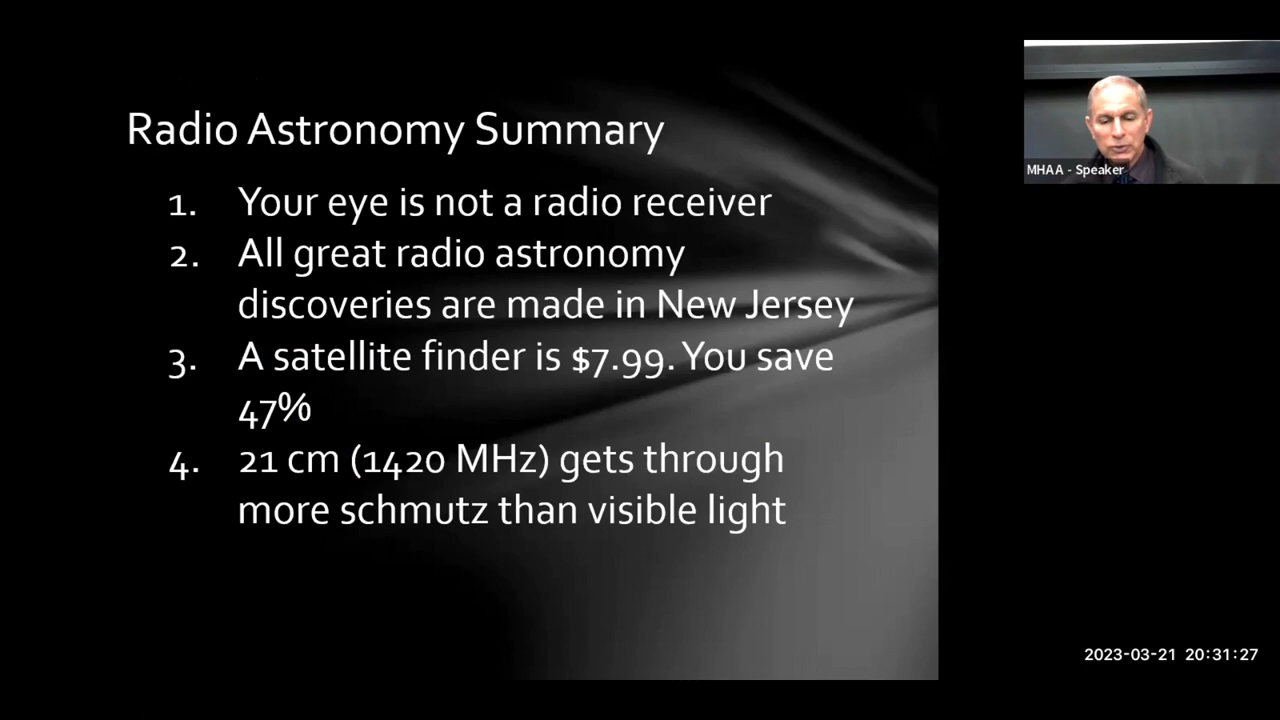 Radio Astronomy Summary
1. Your eye is not a radio receiver
2. All great radio astronomy
discoveries are made in New Jersey
3. A satellite finder is $7.99. You save
47%
4. 21 cm (1420 MHz) gets through
more schmutz than visible light
MHAA - Speaker
2023-03-21 20:31:27